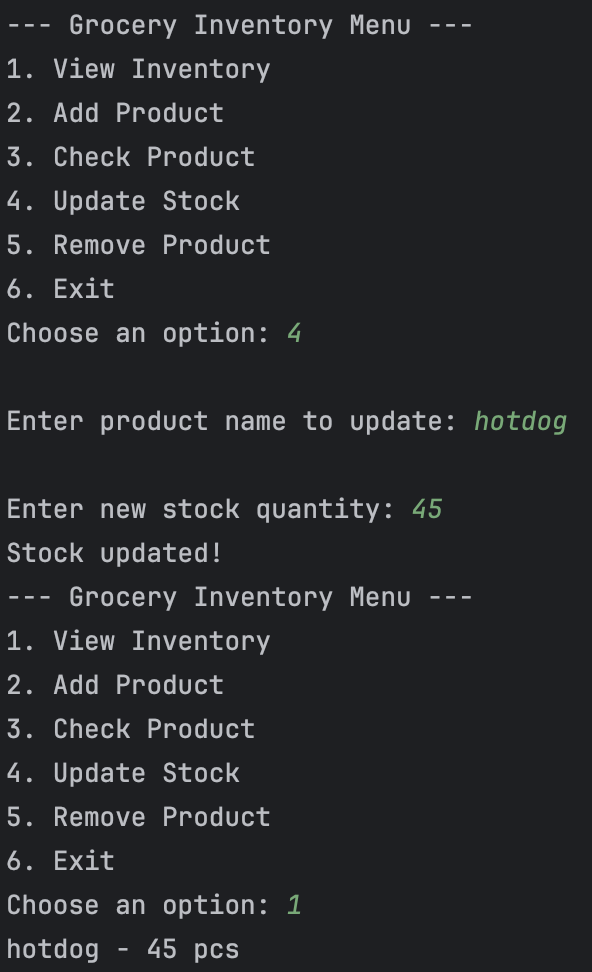 --- Grocery Inventory Menu ---
1. View Inventory
2. Add Product
3. Check Product
4. Update Stock
5. Remove Product
6. Exit
Choose an option: 4
Enter product name to update: hotdog
Enter new stock quantity: 45
Stock updated!
--- Grocery Inventory Menu ---
1. View Inventory
2. Add Product
3. Check Product
4. Update Stock
5. Remove Product
6. Exit
Choose an option: 1
hotdog - 45 pcs